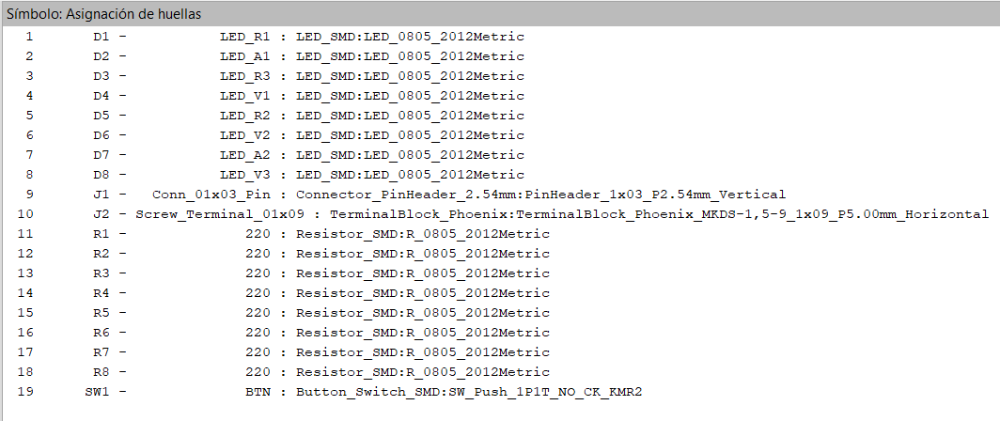 Símbolo: Asignación de huellas
1 D1 - LED_R1 : LED_SMD:LED_0805_2012Metric
2 D2 - LED_A1 : LED_SMD:LED_0805_2012Metric
3 D3 - LED_R3 : LED_SMD:LED_0805_2012Metric
4 D4 - LED_V1 : LED_SMD:LED_0805_2012Metric
5 D5 - LED_R2 : LED_SMD:LED_0805_2012Metric
6 D6 - LED_V2 : LED_SMD:LED_0805_2012Metric
7 D7 - LED_A2 : LED_SMD:LED_0805_2012Metric
8 D8 - LED_V3 : LED_SMD:LED_0805_2012Metric
9 J1 - Conn_01x03_Pin : Connector_PinHeader_2.54mm:PinHeader_1x03_P2.54mm_Vertical
10 J2 - Screw_Terminal_01x09 : TerminalBlock_Phoenix:TerminalBlock_Phoenix_MKDS-1,5-9_1x09_P5.00mm_Horizontal
11 R1 - 220 : Resistor_SMD:R_0805_2012Metric
12 R2 - 220 : Resistor_SMD:R_0805_2012Metric
13 R3 - 220 : Resistor_SMD:R_0805_2012Metric
14 R4 - 220 : Resistor_SMD:R_0805_2012Metric
15 R5 - 220 : Resistor_SMD:R_0805_2012Metric
16 R6 - 220 : Resistor_SMD:R_0805_2012Metric
17 R7 - 220 : Resistor_SMD:R_0805_2012Metric
18 R8 - 220 : Resistor_SMD:R_0805_2012Metric
19 SW1 - BTN : Button_Switch_SMD:SW_Push_1P1T_NO_CK_KMR2